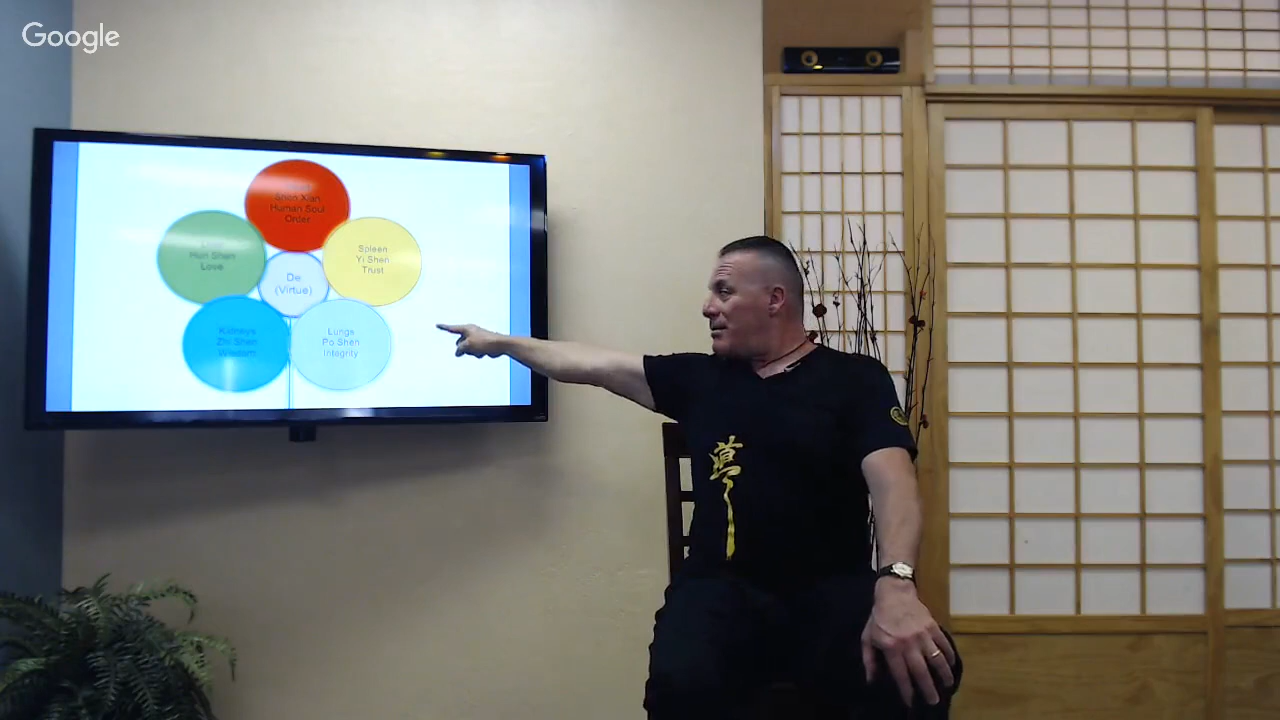 Google
Shen Xian
Human Soul
Order
Liver
Hun Shen
Love
Spleen
Yi Shen
Trust
De
(Virtue)
Kidneys
Zhi Shen
Wisdom
Lungs
Po Shen
Integrity